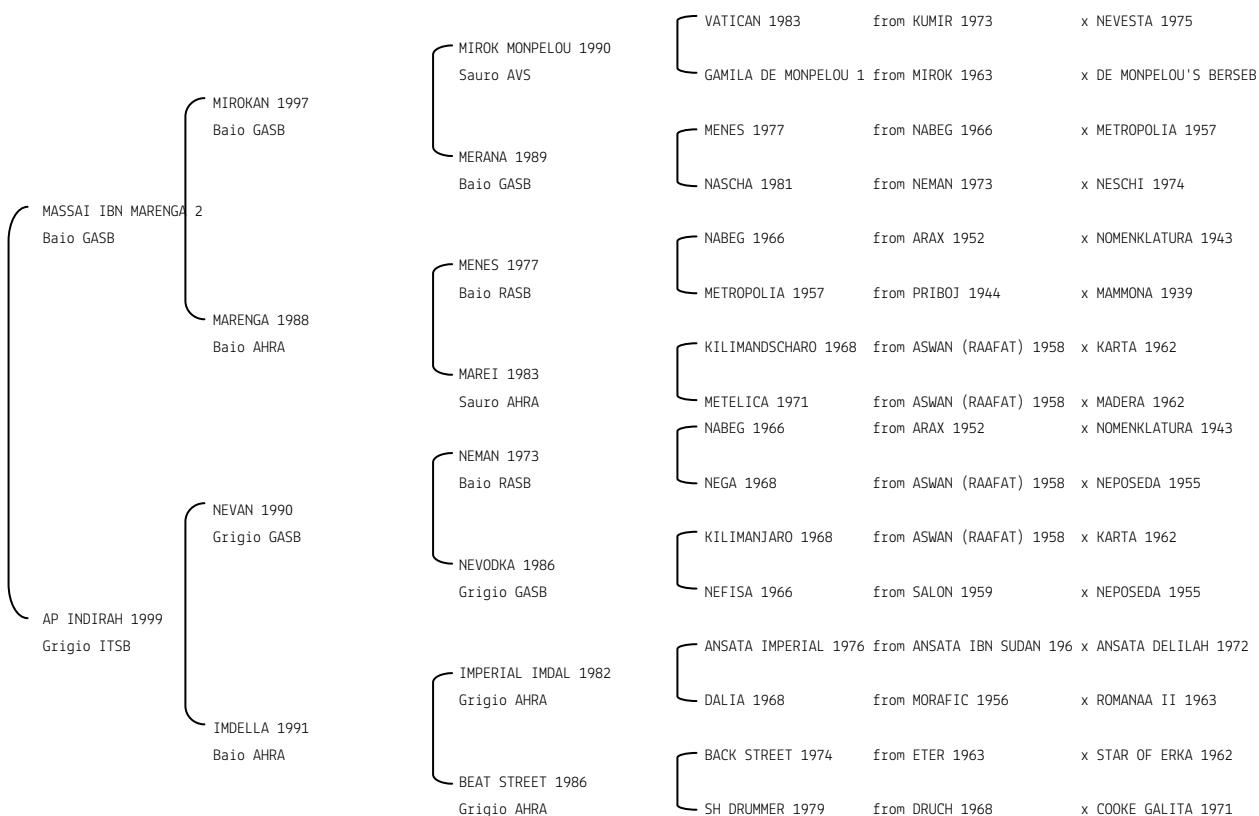 VATICAN 1983 from KUMIR 1973 x NEVESTA 1975
MIROK MONPELOU 1990
Sauro AVS GAMILA DE MONPELOU 1 from MIROK 1963 x DE MONPELOU'S BERSEB
MIROKAN 1997
Baio GASB MENES 1977 from NABEG 1966 x METROPOLIA 1957
MERANA 1989
Baio GASB NASCHA 1981 from NEMAN 1973 x NESCHI 1974
MASSAI IBN MARENGA 2
Baio GASB NABEG 1966 from ARAX 1952 x NOMENKLATURA 1943
MENES 1977
Baio RASB METROPOLIA 1957 from PRIBOJ 1944 x MAMMONA 1939
MARENGA 1988
Baio AHRA KILIMANDSCHARO 1968 from ASWAN (RAAFAT) 1958 x KARTA 1962
MAREI 1983
Sauro AHRA METELICA 1971 from ASWAN (RAAFAT) 1958 x MADERA 1962
NABEG 1966 from ARAX 1952 x NOMENKLATURA 1943
NEMAN 1973
Baio RASB NEGA 1968 from ASWAN (RAAFAT) 1958 x NEPOSEDA 1955
NEVAN 1990
Grigio GASB KILIMANJARO 1968 from ASWAN (RAAFAT) 1958 x KARTA 1962
NEVODKA 1986
Grigio GASB NEFISA 1966 from SALON 1959 x NEPOSEDA 1955
AP INDIRAH 1999
Grigio ITSB ANSATA IMPERIAL 1976 from ANSATA IBN SUDAN 196 x ANSATA DELILAH 1972
IMPERIAL IMDAL 1982
Grigio AHRA DALIA 1968 from MORAFIC 1956 x ROMANAA II 1963
IMDELLA 1991
Baio AHRA BACK STREET 1974 from ETER 1963 x STAR OF ERKA 1962
BEAT STREET 1986
Grigio AHRA SH DRUMMER 1979 from DRUCH 1968 x COOKE GALITA 1971